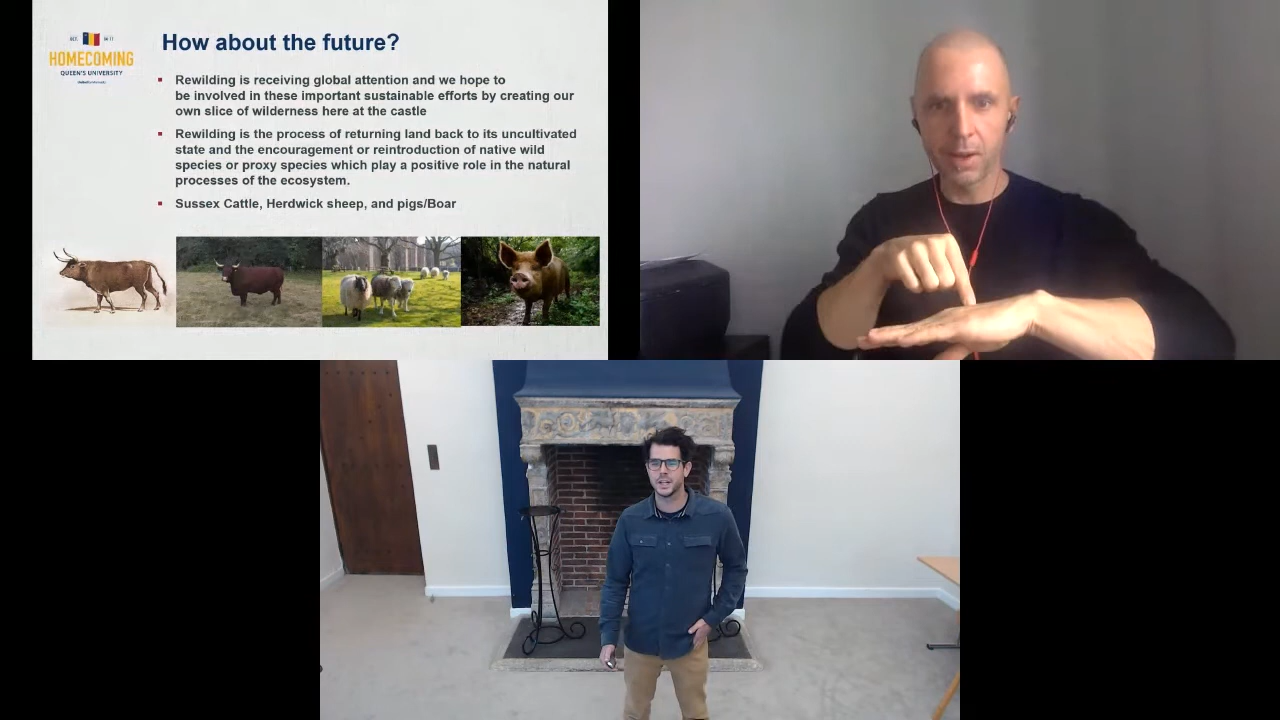 How about the future?
HOMECOMING
QUEEN'S UNIVERSITY
Rewilding is receiving global attention and we hope to
be involved in these important sustainable efforts by creating our
own slice of wilderness here at the castle
Rewilding is the process of returning land back to its uncultivated
state and the encouragement or reintroduction of native wild
species or proxy species which play a positive role in the natural
processes of the ecosystem.
Sussex Cattle, Herdwick sheep, and pigs/Boar